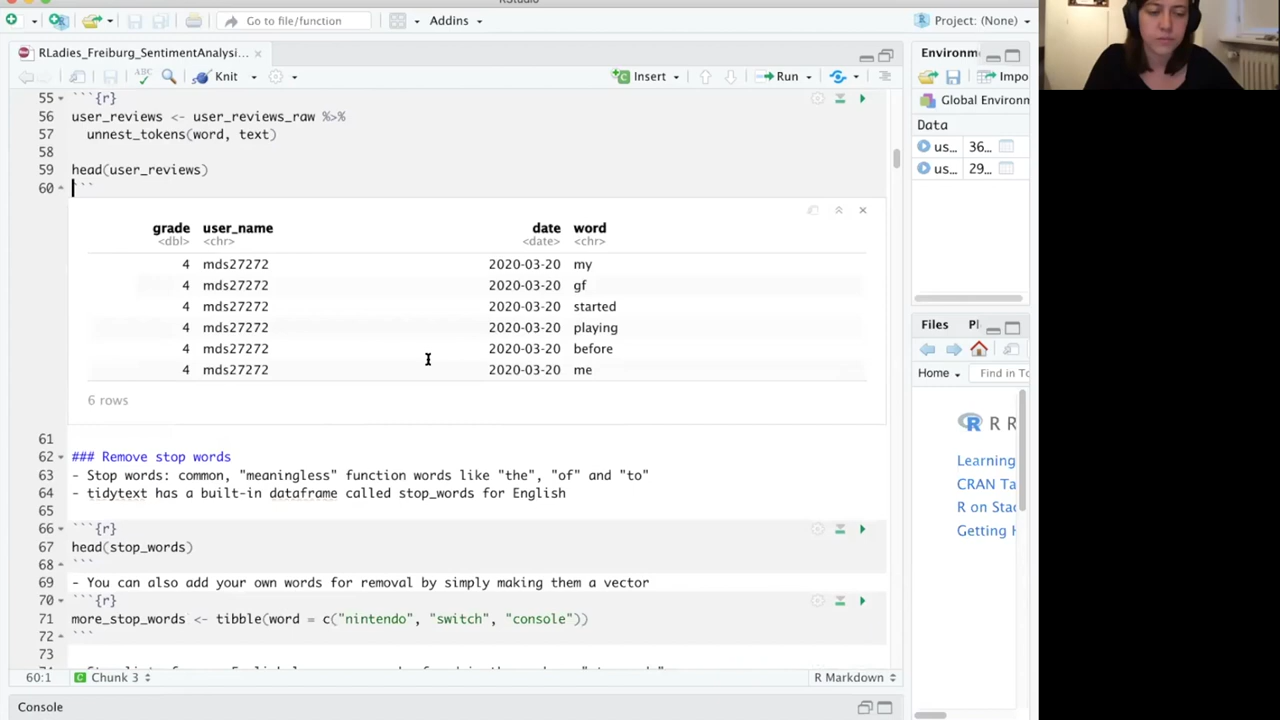 RStudio
Go to file/function
Addins
Project: (None)
RLadies_Freiburg_SentimentAnalysi...
ABC
Knit
Insert
Run
55 ```{r}
56 user_reviews <- user_reviews_raw %>%
57 unnest_tokens(word, text)
58
59 head(user_reviews)
60 ```
grade user_name date word
<dbl> <chr> <date> <chr>
4 mds27272 2020-03-20 my
4 mds27272 2020-03-20 gf
4 mds27272 2020-03-20 started
4 mds27272 2020-03-20 playing
4 mds27272 2020-03-20 before
4 mds27272 2020-03-20 me
6 rows
61
62 ### Remove stop words
63 - Stop words: common, "meaningless" function words like "the", "of" and "to"
64 - tidytext has a built-in dataframe called stop_words for English
65
66 ```{r}
67 head(stop_words)
68 ```
69 - You can also add your own words for removal by simply making them a vector
70 ```{r}
71 more_stop_words <- tibble(word = c("nintendo", "switch", "console"))
72 ```
73
60:1
Chunk 3
R Markdown
Console
Environm
Impo
Global Environm
Data
us... 36...
us... 29...
Files Pl
Home
Find in To
R R
Learning
CRAN Ta
R on Stac
Getting H